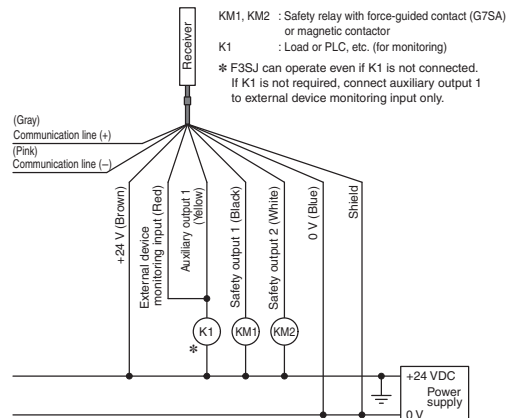 Receiver
KM1, KM2 : Safety relay with force-guided contact (G7SA)
or magnetic contactor
K1 : Load or PLC, etc. (for monitoring)
✻ F3SJ can operate even if K1 is not connected.
If K1 is not required, connect auxiliary output 1
to external device monitoring input only.
(Gray)
Communication line (+)
(Pink)
Communication line (–)
+24 V (Brown)
External device
monitoring input (Red)
Auxiliary output 1
(Yellow)
Safety output 1 (Black)
Safety output 2 (White)
0 V (Blue)
Shield
K1
KM1
KM2
✻
+24 VDC
Power
supply
0 V